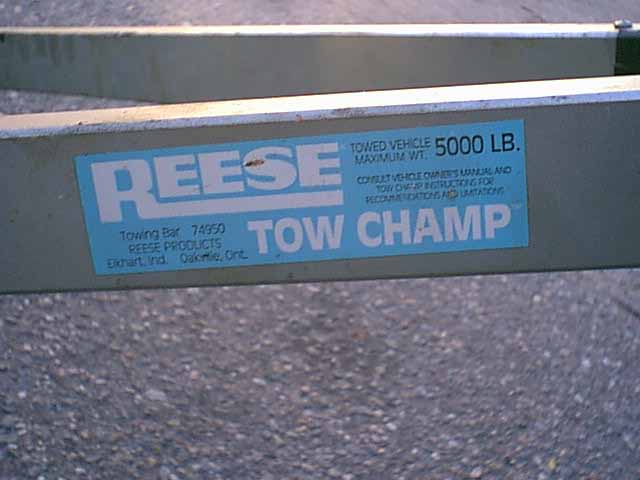 REESE
TOWED VEHICLE
MAXIMUM WT. 5000 LB.
CONSULT VEHICLE OWNER'S MANUAL AND
TOW CHAMP INSTRUCTIONS FOR
RECOMMENDATIONS AND LIMITATIONS
Towing Bar 74950
REESE PRODUCTS
Elkhart, Ind. Oakville, Ont.
TOW CHAMP™